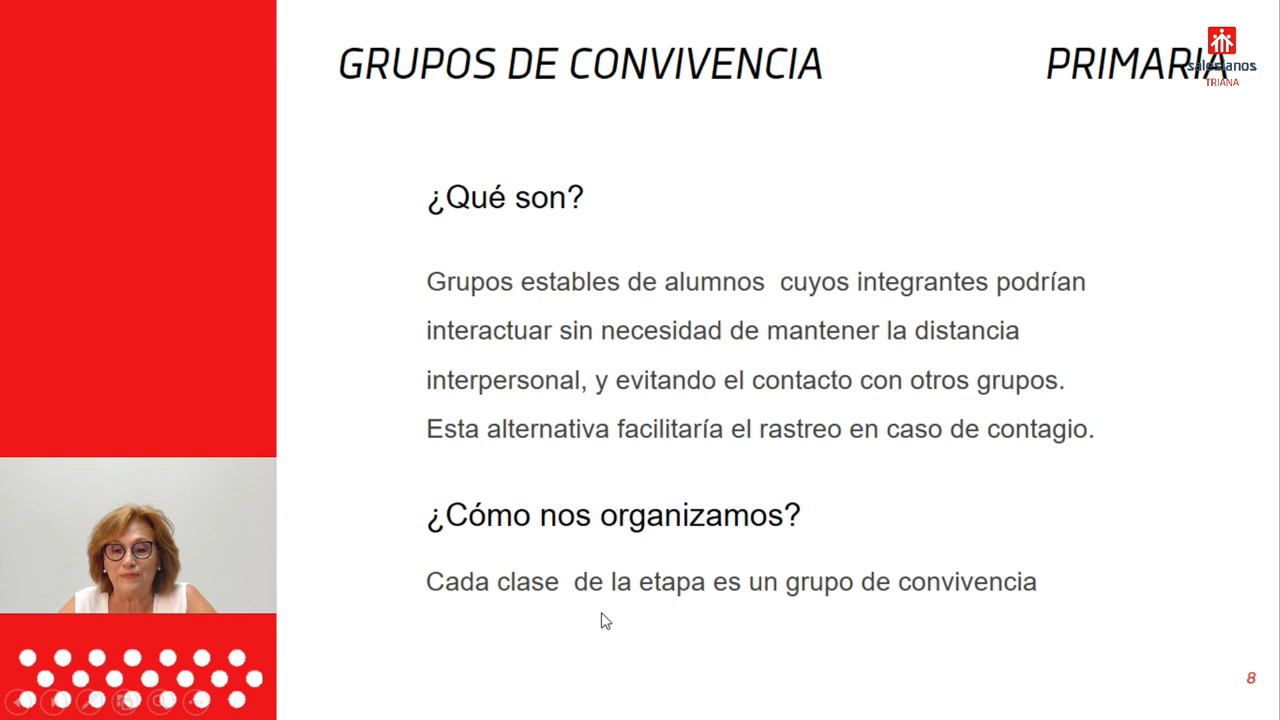 GRUPOS DE CONVIVENCIA PRIMARIA
salesianos
TRIANA
¿Qué son?
Grupos estables de alumnos cuyos integrantes podrían
interactuar sin necesidad de mantener la distancia
interpersonal, y evitando el contacto con otros grupos.
Esta alternativa facilitaría el rastreo en caso de contagio.
¿Cómo nos organizamos?
Cada clase de la etapa es un grupo de convivencia
8